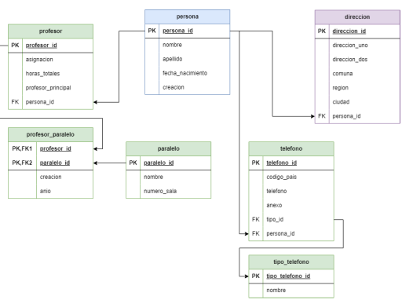 profesor
PK profesor_id
asignacion
horas_totales
profesor_principal
FK persona_id
persona
PK persona_id
nombre
apellido
fecha_nacimiento
creacion
direccion
PK direccion_id
direccion_uno
direccion_dos
comuna
region
ciudad
FK persona_id
profesor_paralelo
PK,FK1 profesor_id
PK,FK2 paralelo_id
creacion
anio
paralelo
PK paralelo_id
nombre
numero_sala
telefono
PK telefono_id
codigo_pais
telefono
anexo
FK tipo_id
FK persona_id
tipo_telefono
PK tipo_telefono_id
nombre